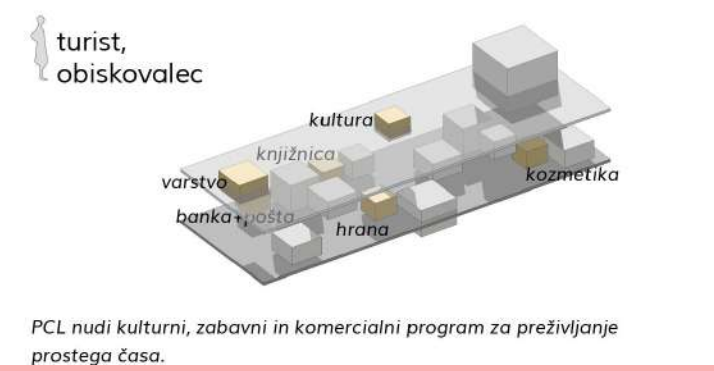 turist,
obiskovalec
kultura
knjižnica
varstvo
kozmetika
banka+pošta
hrana
PCL nudi kulturni, zabavni in komercialni program za preživljanje
prostega časa.